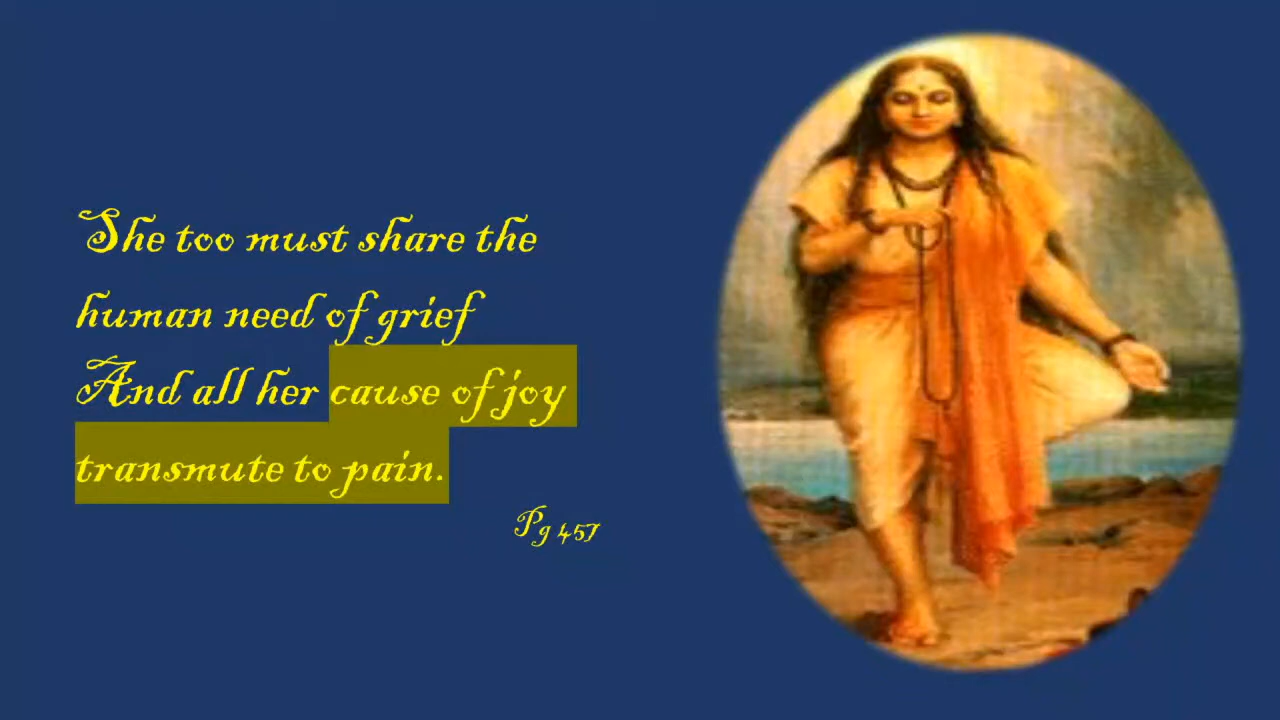 She too must share the
human need of grief
And all her cause of joy
transmute to pain.
Pg 457